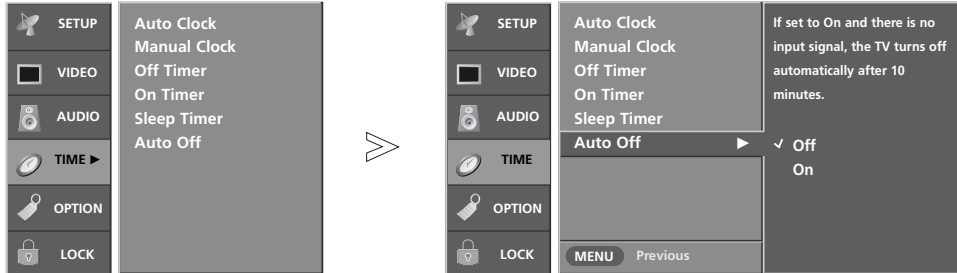 SETUP
VIDEO
AUDIO
TIME ►
OPTION
LOCK
Auto Clock
Manual Clock
Off Timer
On Timer
Sleep Timer
Auto Off
SETUP
VIDEO
AUDIO
TIME
OPTION
LOCK
Auto Clock
Manual Clock
Off Timer
On Timer
Sleep Timer
Auto Off ►
MENU Previous
If set to On and there is no
input signal, the TV turns off
automatically after 10
minutes.
✓ Off
On